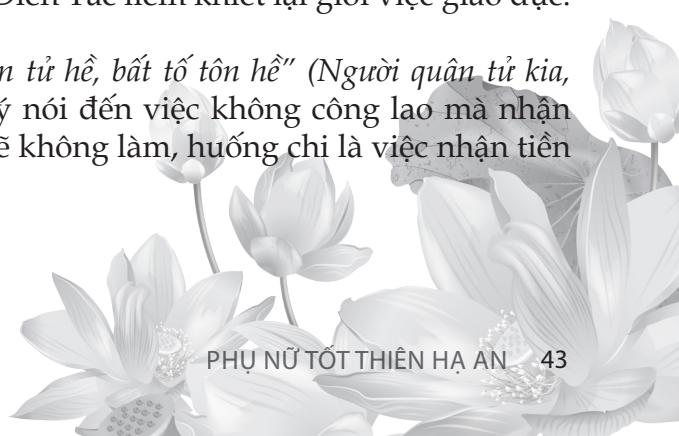 Điền Tắc liêm khiết lại giỏi việc giáo dục.
tử hề, bất tố tôn hề” (Người quân tử kia,
ý nói đến việc không công lao mà nhận
không làm, huống chi là việc nhận tiền
PHỤ NỮ TỐT THIÊN HẠ AN 43